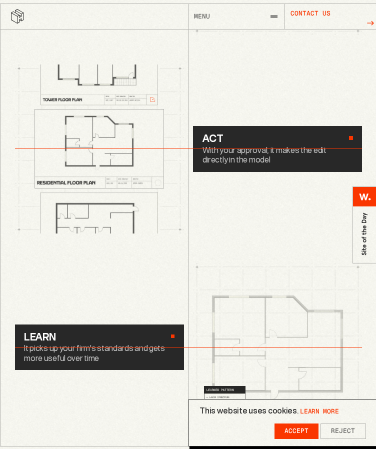 MENU
CONTACT US
TOWER FLOOR PLAN
RESIDENTIAL FLOOR PLAN
ACT
With your approval, it makes the edit
directly in the model
W.
Site of the Day
LEARN
It picks up your firm's standards and gets
more useful over time
LEARNED PATTERN
This website uses cookies. LEARN MORE
ACCEPT
REJECT